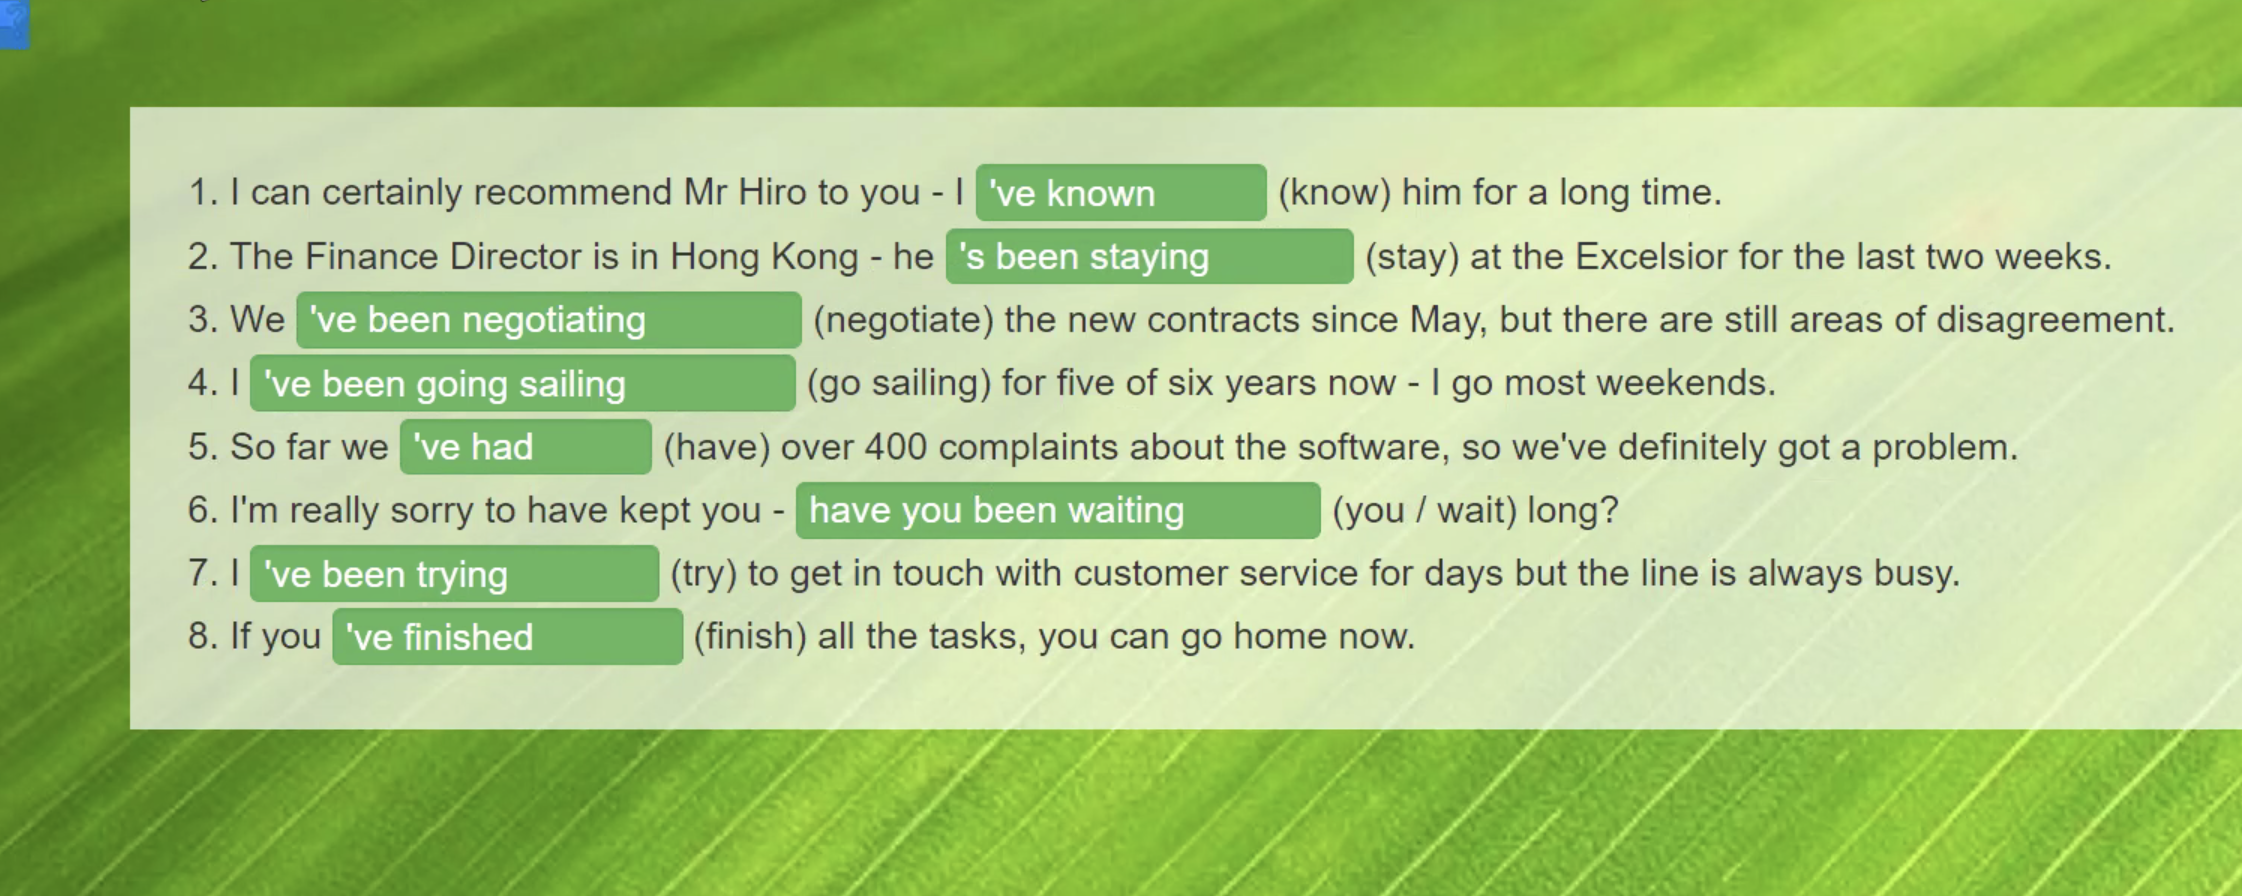 1. I can certainly recommend Mr Hiro to you - I 've known (know) him for a long time.
2. The Finance Director is in Hong Kong - he 's been staying (stay) at the Excelsior for the last two weeks.
3. We 've been negotiating (negotiate) the new contracts since May, but there are still areas of disagreement.
4. I 've been going sailing (go sailing) for five of six years now - I go most weekends.
5. So far we 've had (have) over 400 complaints about the software, so we've definitely got a problem.
6. I'm really sorry to have kept you - have you been waiting (you / wait) long?
7. I 've been trying (try) to get in touch with customer service for days but the line is always busy.
8. If you 've finished (finish) all the tasks, you can go home now.